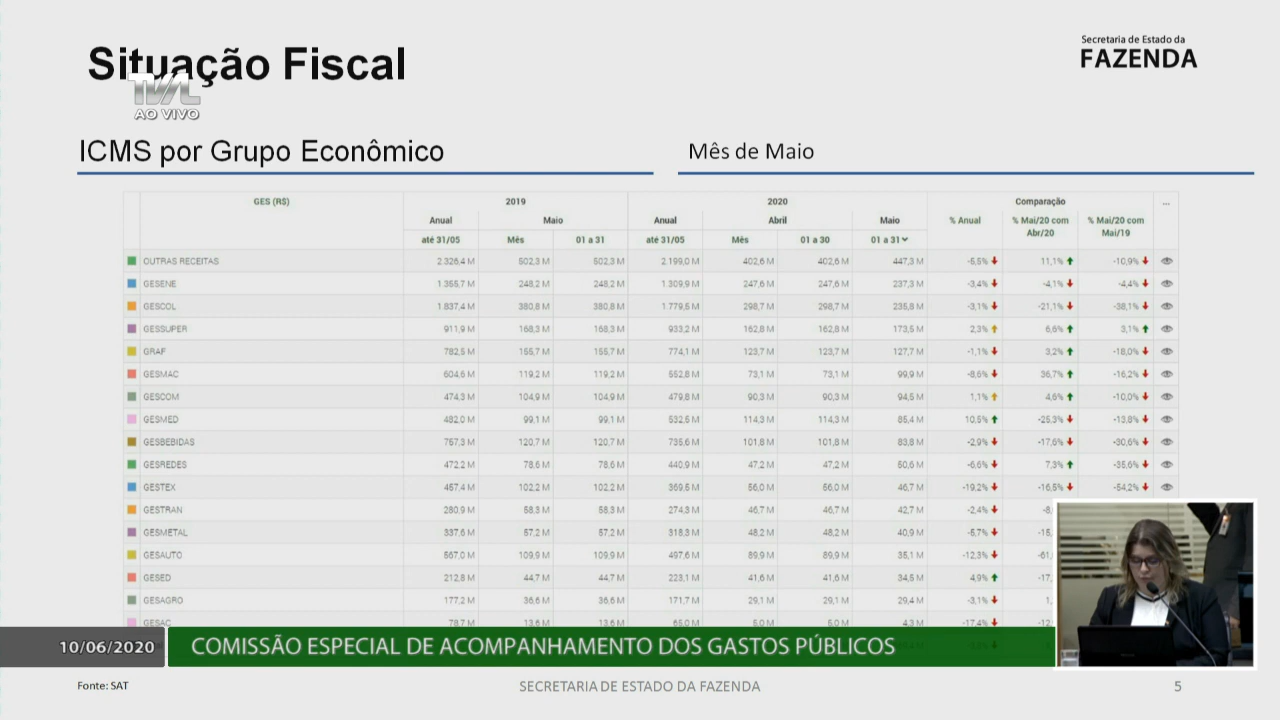 Situação Fiscal
Secretaria de Estado da
FAZENDA
TVAL
AO VIVO
ICMS por Grupo Econômico
Mês de Maio
GES (R$) 2019 2020 Comparação ...
Anual Maio Anual Abril Maio % Anual % Mai/20 com Abr/20 % Mai/20 com Mai/19
até 31/05 Mês 01 a 31 até 31/05 Mês 01 a 30 01 a 31
OUTRAS RECEITAS 2.326,4 M 502,3 M 502,3 M 2.199,0 M 402,6 M 402,6 M 447,3 M -5,5% 11,1% -10,9%
GESENE 1.355,7 M 248,2 M 248,2 M 1.309,9 M 247,6 M 247,6 M 237,3 M -3,4% -4,1% -4,4%
GESCOL 1.837,4 M 380,8 M 380,8 M 1.779,5 M 298,7 M 298,7 M 235,8 M -3,1% -21,1% -38,1%
GESSUPER 911,9 M 168,3 M 168,3 M 933,2 M 162,8 M 162,8 M 173,5 M 2,3% 6,6% 3,1%
GRAF 782,5 M 155,7 M 155,7 M 774,1 M 123,7 M 123,7 M 127,7 M -1,1% 3,2% -18,0%
GESMAC 604,6 M 119,2 M 119,2 M 552,8 M 73,1 M 73,1 M 99,9 M -8,6% 36,7% -16,2%
GESCOM 474,3 M 104,9 M 104,9 M 479,8 M 90,3 M 90,3 M 94,5 M 1,1% 4,6% -10,0%
GESMED 482,0 M 99,1 M 99,1 M 532,5 M 114,3 M 114,3 M 85,4 M 10,5% -25,3% -13,8%
GESBEBIDAS 757,3 M 120,7 M 120,7 M 735,6 M 101,8 M 101,8 M 83,8 M -2,9% -17,6% -30,6%
GESREDES 472,2 M 78,6 M 78,6 M 440,9 M 47,2 M 47,2 M 50,6 M -6,6% 7,3% -35,6%
GESTEX 457,4 M 102,2 M 102,2 M 369,5 M 56,0 M 56,0 M 46,7 M -19,2% -16,5% -54,2%
GESTRAN 280,9 M 58,3 M 58,3 M 274,3 M 46,7 M 46,7 M 42,7 M -2,4%
GESMETAL 337,6 M 57,2 M 57,2 M 318,3 M 48,2 M 48,2 M 40,9 M -5,7%
GESAUTO 567,0 M 109,9 M 109,9 M 497,6 M 89,9 M 89,9 M 35,1 M -12,3%
GESED 212,8 M 44,7 M 44,7 M 223,1 M 41,6 M 41,6 M 34,5 M 4,9%
GESAGRO 177,2 M 36,6 M 36,6 M 171,7 M 29,1 M 29,1 M 29,4 M -3,1%
GESAC 78,7 M 13,6 M 13,6 M 65,0 M 5,0 M 5,0 M 4,3 M -17,4%
10/06/2020
COMISSÃO ESPECIAL DE ACOMPANHAMENTO DOS GASTOS PÚBLICOS
Fonte: SAT
SECRETARIA DE ESTADO DA FAZENDA
5